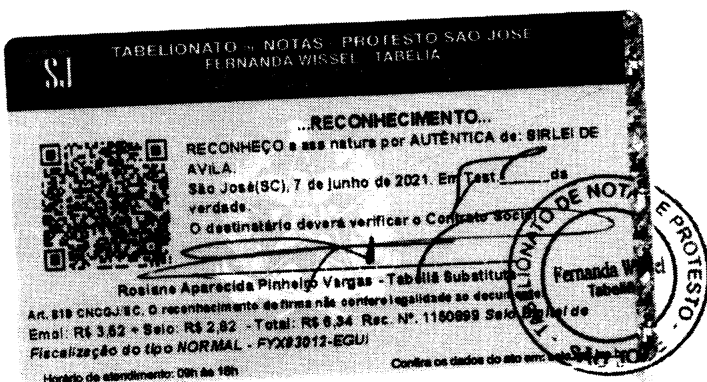 SJ
TABELIONATO DE NOTAS - PROTESTO SÃO JOSÉ
FERNANDA WISSEL - TABELIÃ
...RECONHECIMENTO...
RECONHEÇO a assinatura por AUTÊNTICA de: SIRLEI DE
AVILA.
São José(SC), 7 de junho de 2021. Em Test ______ da
verdade.
O destinatário deverá verificar o Contrato Social
Rosiane Aparecida Pinheiro Vargas - Tabeliã Substituta
Art. 819 CNCGJ/SC. O reconhecimento de firma não confere legalidade ao documento
Emol: R$ 3,52 + Selo: R$ 2,82 - Total: R$ 6,34 Rec. Nº. 1150899 Selo Digital de
Fiscalização do tipo NORMAL - FYX93012-EGUI
Horário de atendimento: 09h às 18h
Confira os dados do ato em:
TABELIONATO DE NOTAS E PROTESTO
Fernanda Wissel
Tabeliã